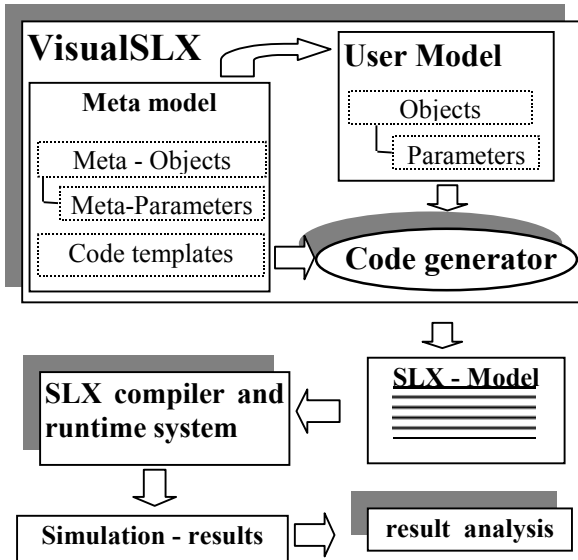 VisualSLX
User Model
Meta model
Objects
Parameters
Meta - Objects
Meta-Parameters
Code templates
Code generator
SLX - Model
SLX compiler and
runtime system
Simulation - results
result analysis